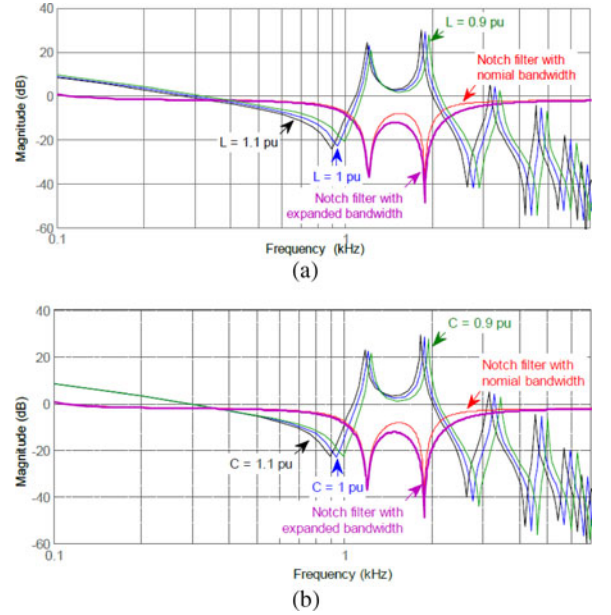 40
20
0
-20
-40
-60
Magnitude (dB)
L = 0.9 pu
Notch filter with
nomial bandwidth
L = 1.1 pu
L = 1 pu
Notch filter with
expanded bandwidth
0.1
1
Frequency (kHz)
(a)
40
20
0
-20
-40
-60
Magnitude (dB)
C = 0.9 pu
Notch filter with
nomial bandwidth
C = 1.1 pu
C = 1 pu
Notch filter with
expanded bandwidth
0.1
1
Frequency (kHz)
(b)